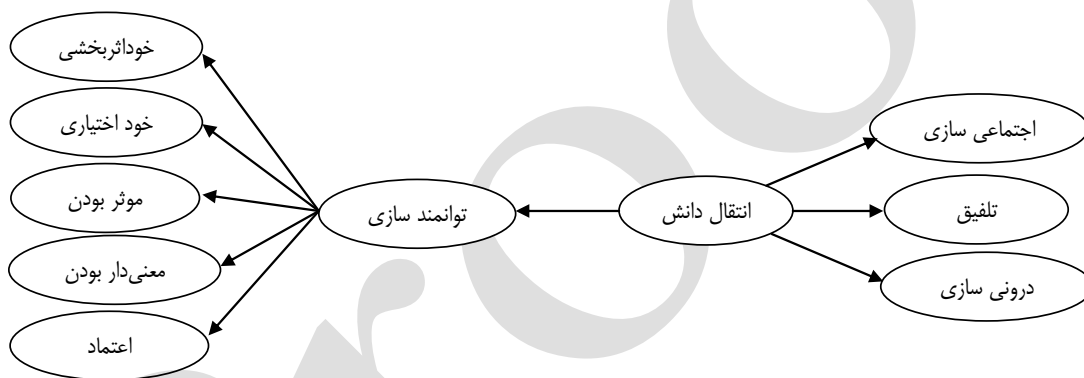 خوداثربخشی
خود اختیاری
موثر بودن
معنی‌دار بودن
اعتماد
توانمند سازی
انتقال دانش
اجتماعی سازی
تلفیق
درونی سازی